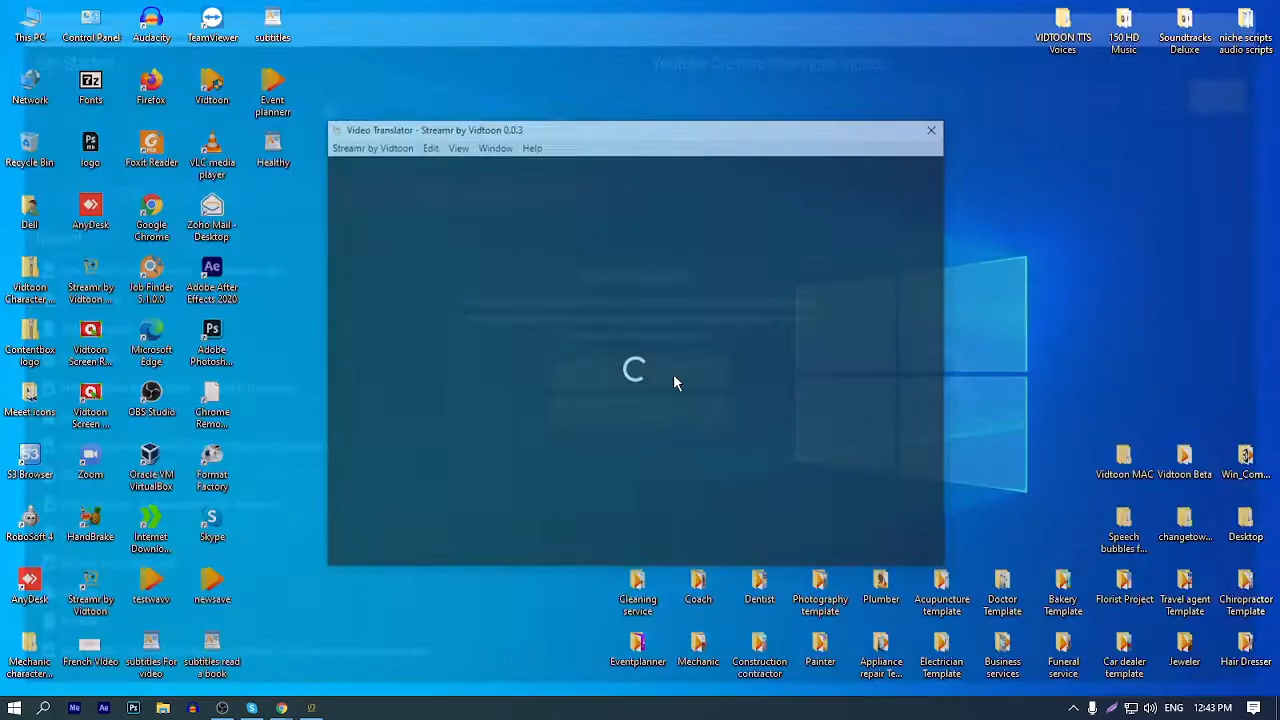 This PC
Control Panel
Audacity
TeamViewer
subtitles
VIDTOON TTS
Voices
150 HD
Music
Soundtracks
Deluxe
niche scripts
audio scripts
Network
Fonts
Firefox
Vidtoon
Event
plannerr
Video Translator - Streamr by Vidtoon 0.0.3
Streamr by Vidtoon Edit View Window Help
Recycle Bin
logo
Foxit Reader
VLC media
player
Healthy
Dell
AnyDesk
Google
Chrome
Zoho Mail -
Desktop
Vidtoon
Character...
Streamr by
Vidtoon ...
Job Finder
5.1.0.0
Adobe After
Effects 2020
Contentbox
logo
Vidtoon
Screen R...
Microsoft
Edge
Adobe
Photosh...
Meeet icons
Vidtoon
Screen ...
OBS Studio
Chrome
Remo...
S3 Browser
Zoom
Oracle VM
VirtualBox
Format
Factory
Vidtoon MAC
Vidtoon Beta
Win_Com...
RoboSoft 4
HandBrake
Internet
Downlo...
Skype
Speech
bubbles f...
changetow...
Desktop
AnyDesk
Streamr by
Vidtoon
testwavv
newsave
Cleaning
service
Coach
Dentist
Photography
template
Plumber
Acupuncture
template
Doctor
Template
Bakery
Template
Florist Project
Travel agent
Template
Chiropractor
Template
Mechanic
character...
French Video
subtitles For
video
subtitles read
a book
Eventplanner
Mechanic
Construction
contractor
Painter
Appliance
repair Te...
Electrician
Template
Business
services
Funeral
service
Car dealer
template
Jeweler
Hair Dresser
ENG 12:43 PM